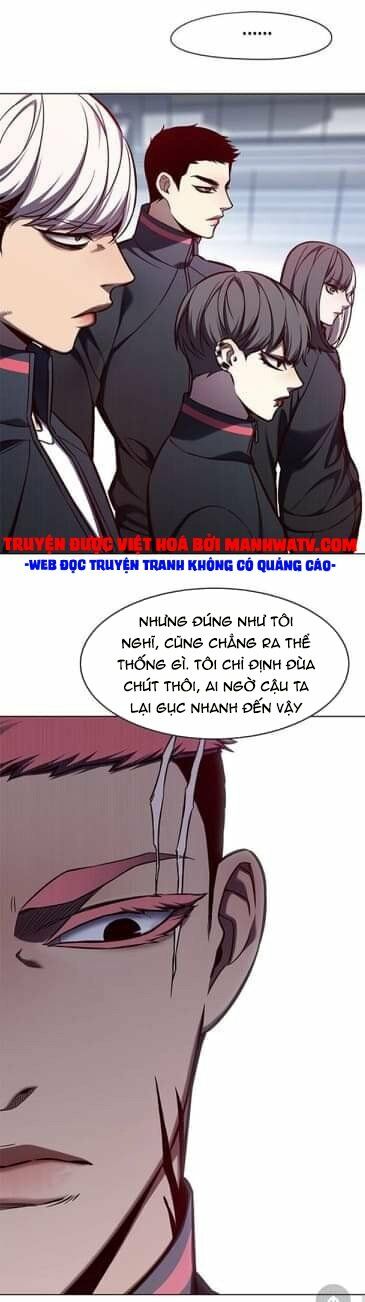 ......
TRUYỆN ĐƯỢC VIỆT HOÁ BỞI MANHWATV.COM
-WEB ĐỌC TRUYỆN TRANH KHÔNG CÓ QUẢNG CÁO-
NHƯNG ĐÚNG NHƯ TÔI
NGHĨ, CŨNG CHẲNG RA THỂ
THỐNG GÌ. TÔI CHỈ ĐỊNH ĐÙA
CHÚT THÔI, AI NGỜ CẬU TA
LẠI GỤC NHANH ĐẾN VẬY